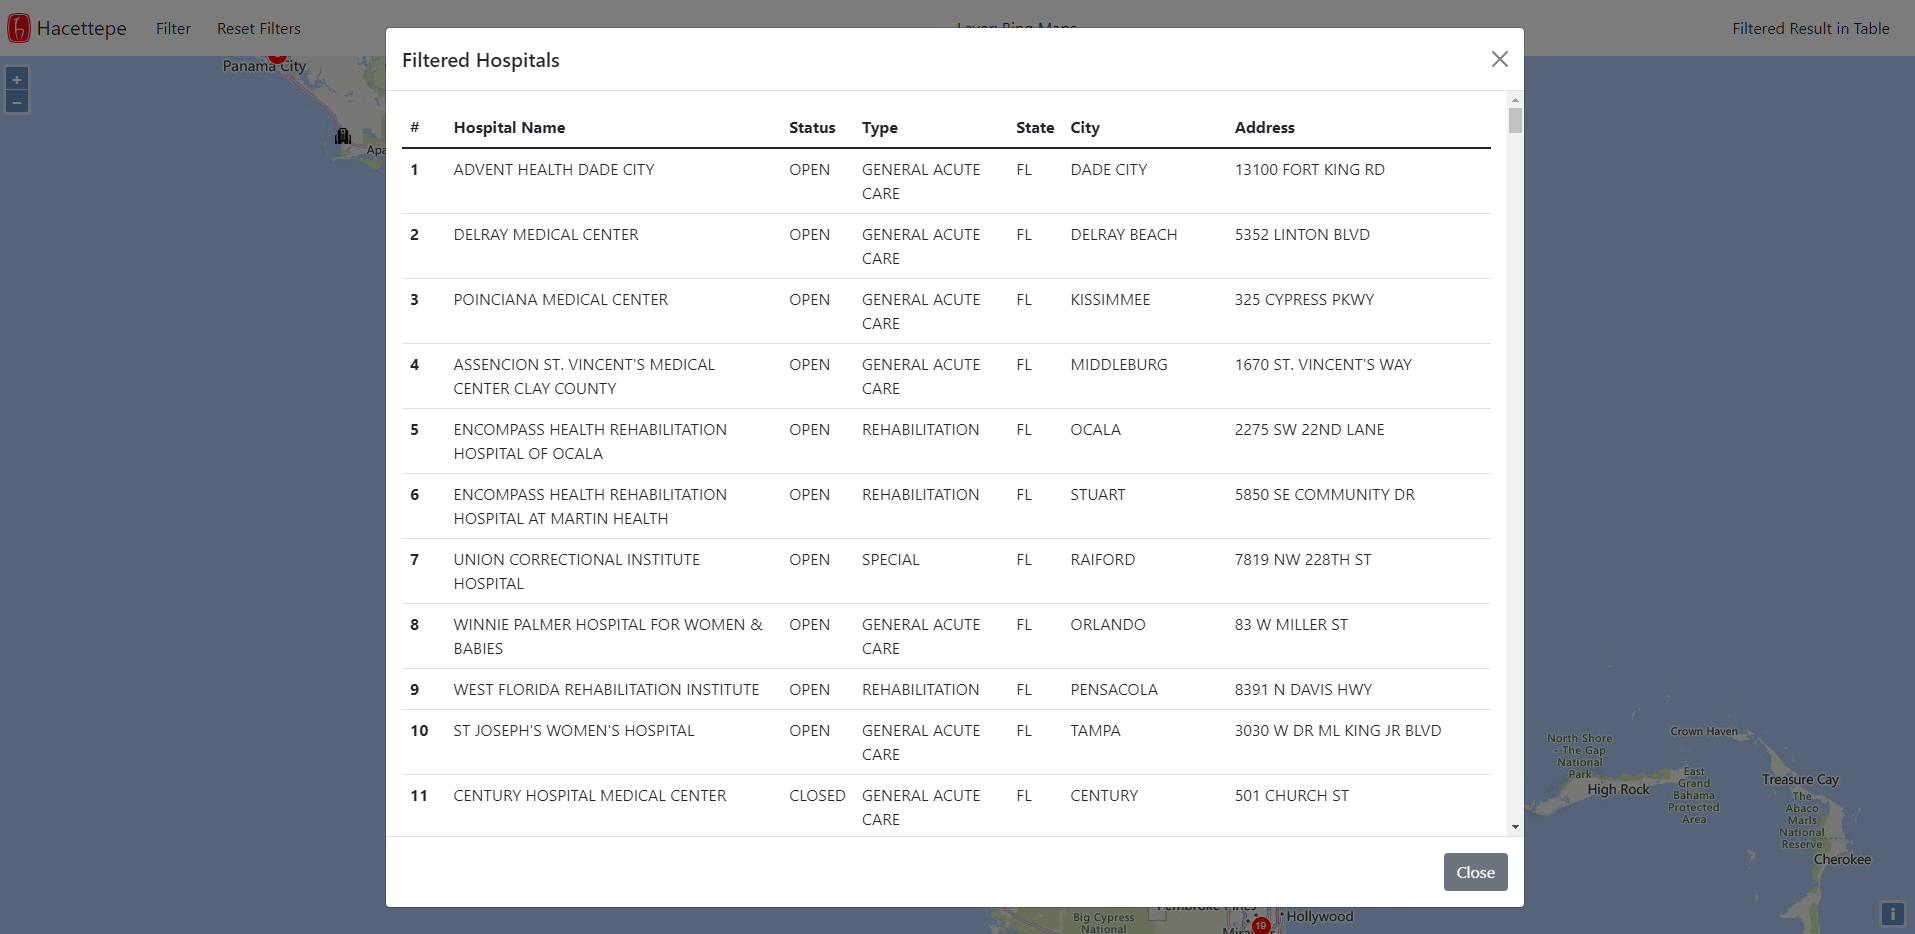 Hacettepe Filter Reset Filters Layer: Bing Maps Filtered Result in Table
Panama City
+
−
Filtered Hospitals
# Hospital Name Status Type State City Address
1 ADVENT HEALTH DADE CITY OPEN GENERAL ACUTE FL DADE CITY 13100 FORT KING RD
CARE
2 DELRAY MEDICAL CENTER OPEN GENERAL ACUTE FL DELRAY BEACH 5352 LINTON BLVD
CARE
3 POINCIANA MEDICAL CENTER OPEN GENERAL ACUTE FL KISSIMMEE 325 CYPRESS PKWY
CARE
4 ASSENCION ST. VINCENT'S MEDICAL OPEN GENERAL ACUTE FL MIDDLEBURG 1670 ST. VINCENT'S WAY
CENTER CLAY COUNTY CARE
5 ENCOMPASS HEALTH REHABILITATION OPEN REHABILITATION FL OCALA 2275 SW 22ND LANE
HOSPITAL OF OCALA
6 ENCOMPASS HEALTH REHABILITATION OPEN REHABILITATION FL STUART 5850 SE COMMUNITY DR
HOSPITAL AT MARTIN HEALTH
7 UNION CORRECTIONAL INSTITUTE OPEN SPECIAL FL RAIFORD 7819 NW 228TH ST
HOSPITAL
8 WINNIE PALMER HOSPITAL FOR WOMEN & OPEN GENERAL ACUTE FL ORLANDO 83 W MILLER ST
BABIES CARE
9 WEST FLORIDA REHABILITATION INSTITUTE OPEN REHABILITATION FL PENSACOLA 8391 N DAVIS HWY
10 ST JOSEPH'S WOMEN'S HOSPITAL OPEN GENERAL ACUTE FL TAMPA 3030 W DR ML KING JR BLVD
CARE
11 CENTURY HOSPITAL MEDICAL CENTER CLOSED GENERAL ACUTE FL CENTURY 501 CHURCH ST
CARE
Close
Apa
Crown Haven
North Shore
- The Gap
National
Park
High Rock
East
Grand
Bahama
Protected
Area
Treasure Cay
The
Abaco
Marls
National
Reserve
Cherokee
Pembroke Pines
Hollywood
19
Big Cypress
National
i